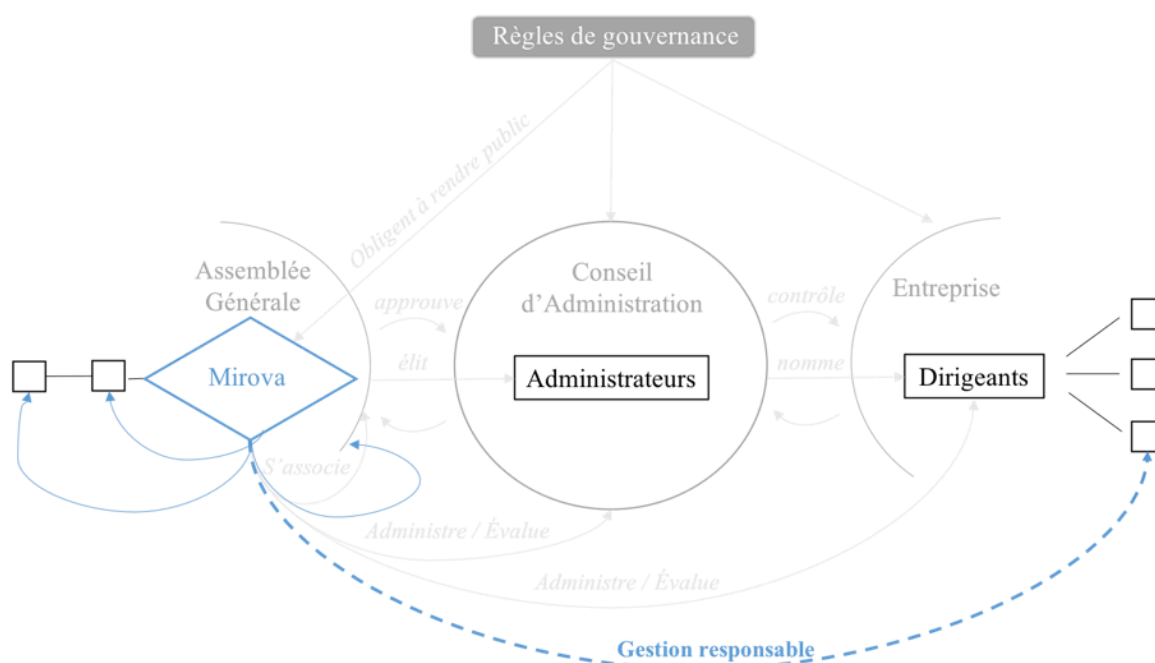 Règles de gouvernance
Obligent à rendre public
Assemblée
Générale
Conseil
d'Administration
Entreprise
approuve
contrôle
élit
nomme
Mirova
Administrateurs
Dirigeants
S'associe
Administre / Évalue
Administre / Évalue
Gestion responsable